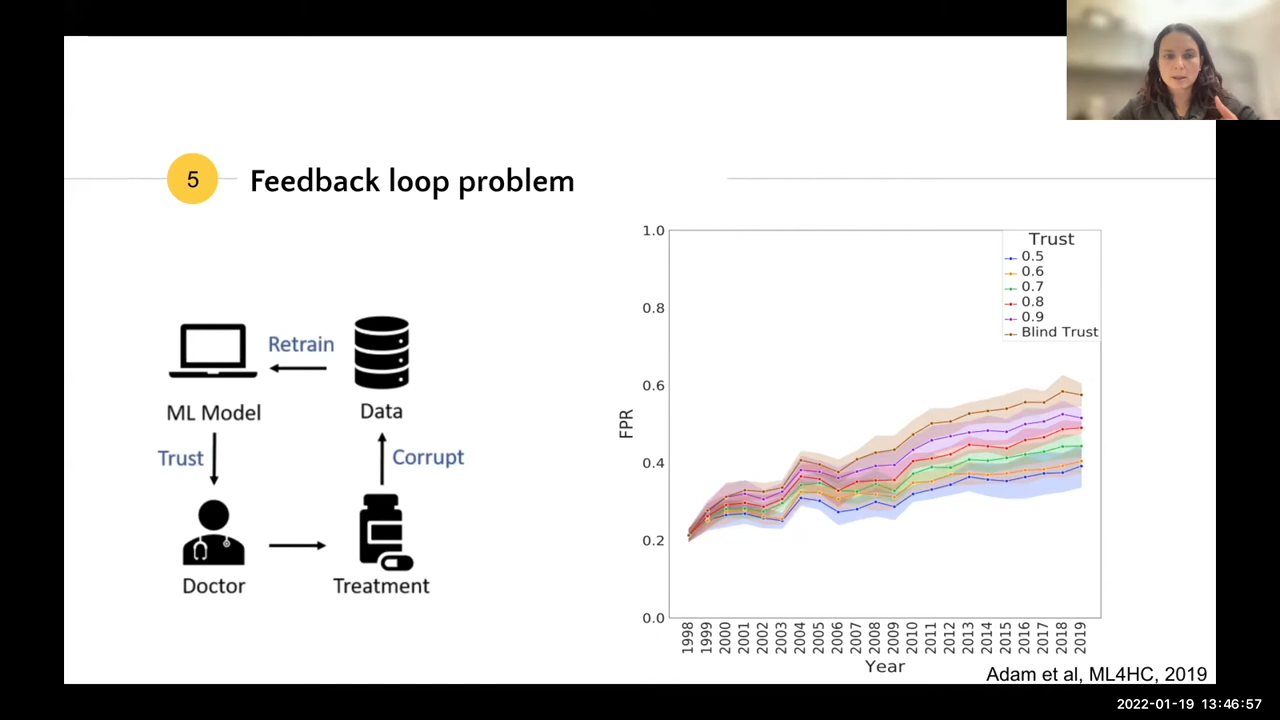 5
Feedback loop problem
Retrain
ML Model
Data
Trust
Corrupt
Doctor
Treatment
1.0
0.8
0.6
0.4
0.2
0.0
FPR
Trust
0.5
0.6
0.7
0.8
0.9
Blind Trust
1998
1999
2000
2001
2002
2003
2004
2005
2006
2007
2008
2009
2010
2011
2012
2013
2014
2015
2016
2017
2018
2019
Year
Adam et al, ML4HC, 2019
2022-01-19 13:46:57